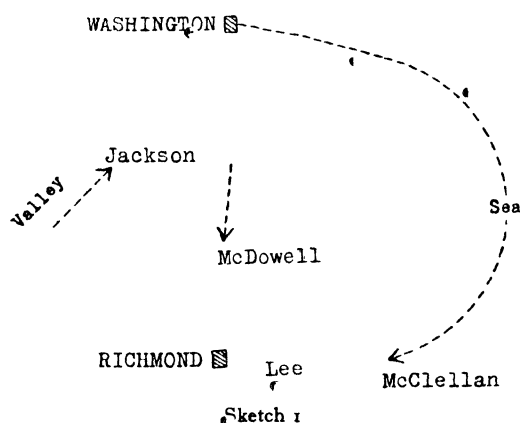 WASHINGTON
Jackson
Valley
Sea
McDowell
RICHMOND
Lee
McClellan
Sketch 1